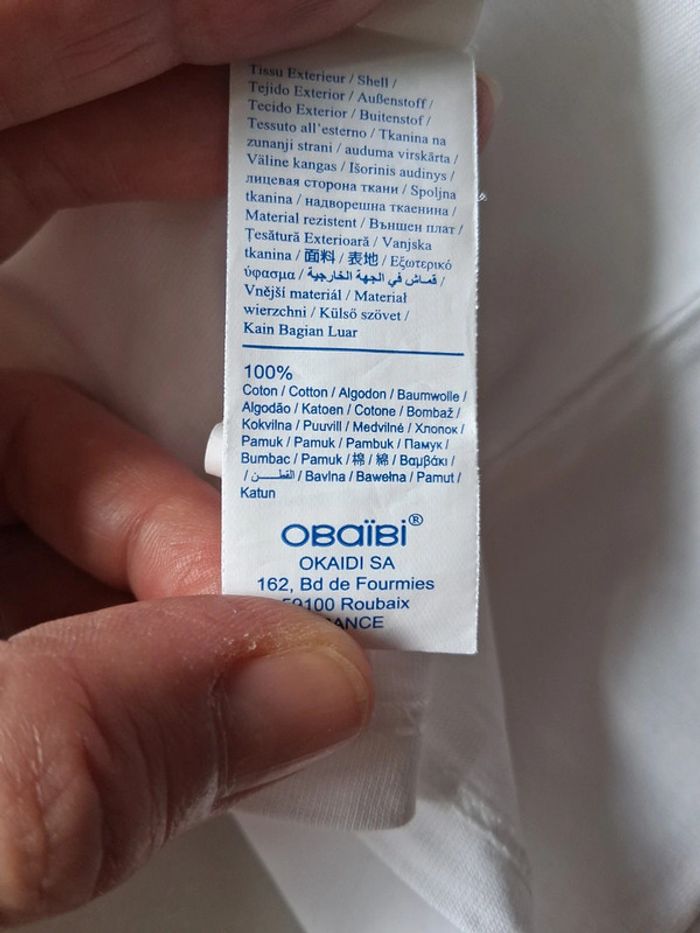 Tissu Exterieur / Shell /
Tejido Exterior / Außenstoff /
Tecido Exterior / Buitenstof /
Tessuto all'esterno / Tkanina na
zunanji strani / auduma virskārta /
Väline kangas / Išorinis audinys /
лицевая сторона ткани / Spoljna
tkanina / надворешна ткаенина /
Material rezistent / Външен плат /
Țesătură Exterioară / Vanjska
tkanina / 面料 / 表地 / Εξωτερικό
ύφασμα / قماش في الجهة الخارجية /
Vnější materiál / Materiał
wierzchni / Külső szövet /
Kain Bagian Luar
100%
Coton / Cotton / Algodon / Baumwolle /
Algodão / Katoen / Cotone / Bombaž /
Kokvilna / Puuvill / Medvilnė / Хлопок /
Pamuk / Pamuk / Pambuk / Памук /
Bumbac / Pamuk / 棉 / 綿 / Βαμβάκι /
/ القطن / Bavlna / Bawełna / Pamut /
Katun
OBAÏBI®
OKAIDI SA
162, Bd de Fourmies
59100 Roubaix
ANCE